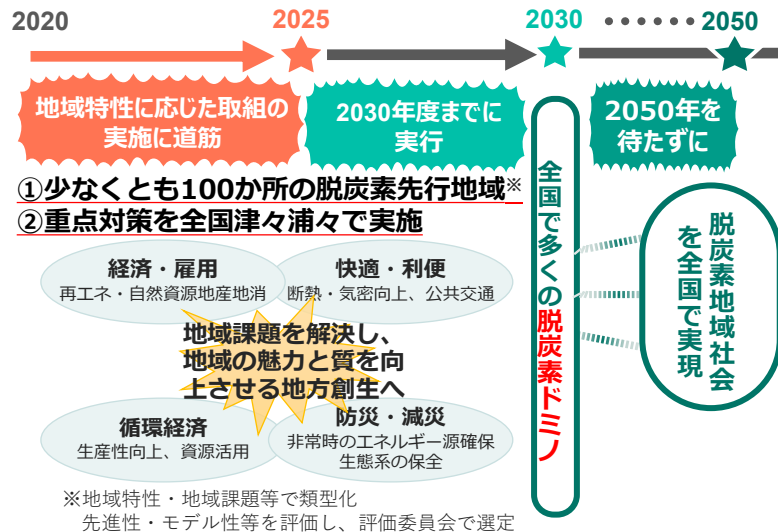 2020
2025
2030
・・・・・・
2050
地域特性に応じた取組の
実施に道筋
2030年度までに
実行
2050年を
待たずに
①少なくとも100か所の脱炭素先行地域※
②重点対策を全国津々浦々で実施
経済・雇用
再エネ・自然資源地産地消
快適・利便
断熱・気密向上、公共交通
地域課題を解決し、
地域の魅力と質を向
上させる地方創生へ
循環経済
生産性向上、資源活用
防災・減災
非常時のエネルギー源確保
生態系の保全
※地域特性・地域課題等で類型化
先進性・モデル性等を評価し、評価委員会で選定
全国で多くの脱炭素ドミノ
脱炭素地域社会
を全国で実現